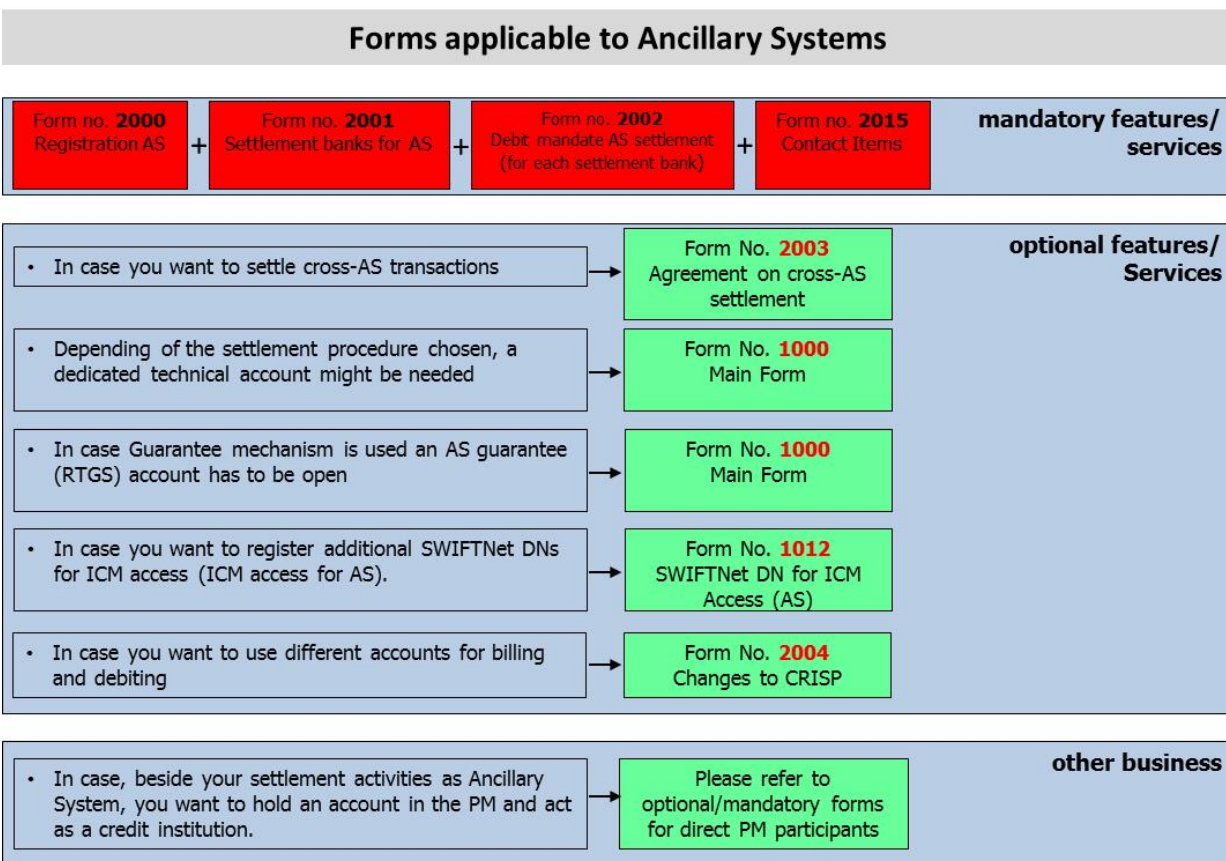 Forms applicable to Ancillary Systems
Form no. 2000
Registration AS
+
Form no. 2001
Settlement banks for AS
+
Form no. 2002
Debit mandate AS settlement
(for each settlement bank)
+
Form no. 2015
Contact Items
mandatory features/
services
optional features/
Services
• In case you want to settle cross-AS transactions
Form No. 2003
Agreement on cross-AS
settlement
• Depending of the settlement procedure chosen, a
dedicated technical account might be needed
Form No. 1000
Main Form
• In case Guarantee mechanism is used an AS guarantee
(RTGS) account has to be open
Form No. 1000
Main Form
• In case you want to register additional SWIFTNet DNs
for ICM access (ICM access for AS).
Form No. 1012
SWIFTNet DN for ICM
Access (AS)
• In case you want to use different accounts for billing
and debiting
Form No. 2004
Changes to CRISP
other business
• In case, beside your settlement activities as Ancillary
System, you want to hold an account in the PM and act
as a credit institution.
Please refer to
optional/mandatory forms
for direct PM participants